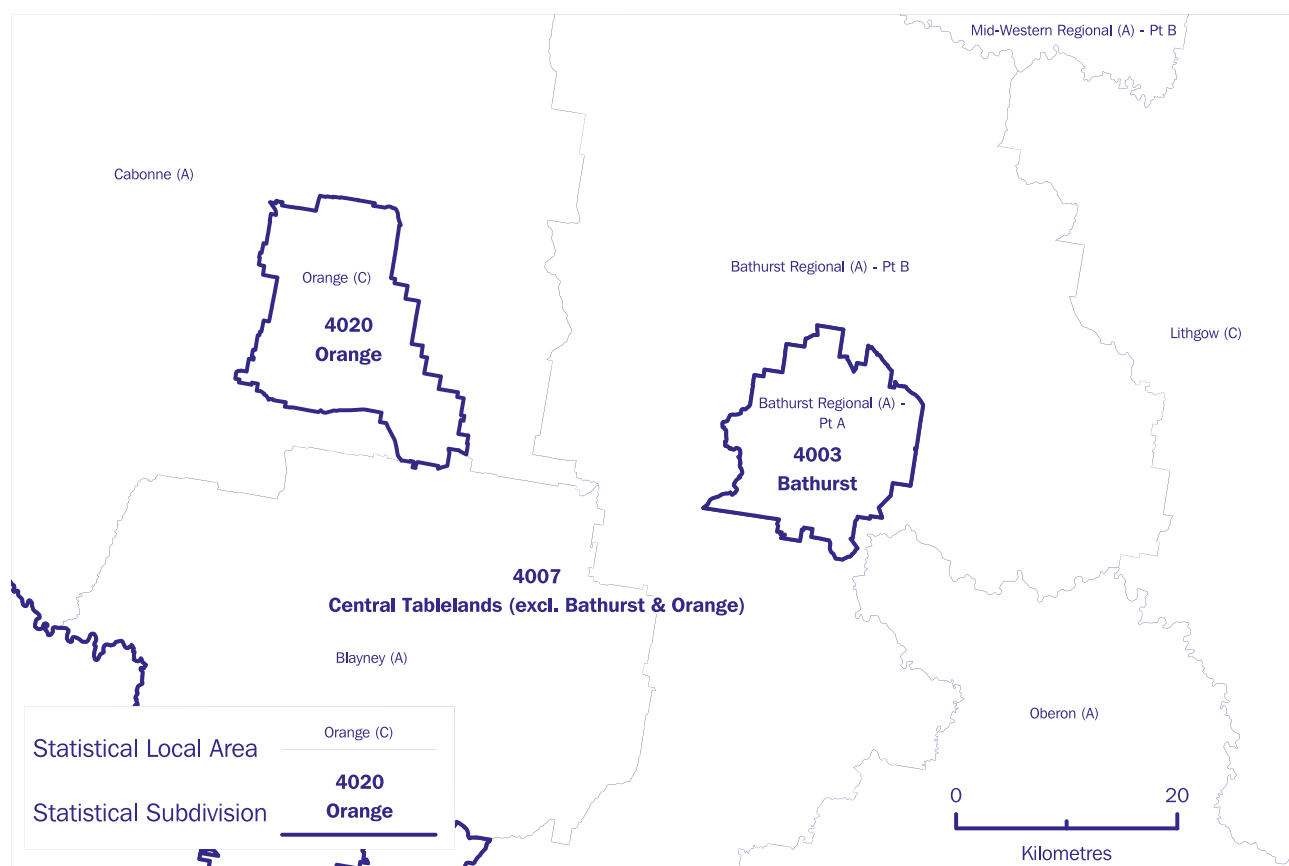 Mid-Western Regional (A) - Pt B
Cabonne (A)
Bathurst Regional (A) - Pt B
Orange (C)
4020
Orange
Lithgow (C)
Bathurst Regional (A) -
Pt A
4003
Bathurst
4007
Central Tablelands (excl. Bathurst & Orange)
Blayney (A)
Oberon (A)
Statistical Local Area
Orange (C)
Statistical Subdivision
4020
Orange
0 20
Kilometres